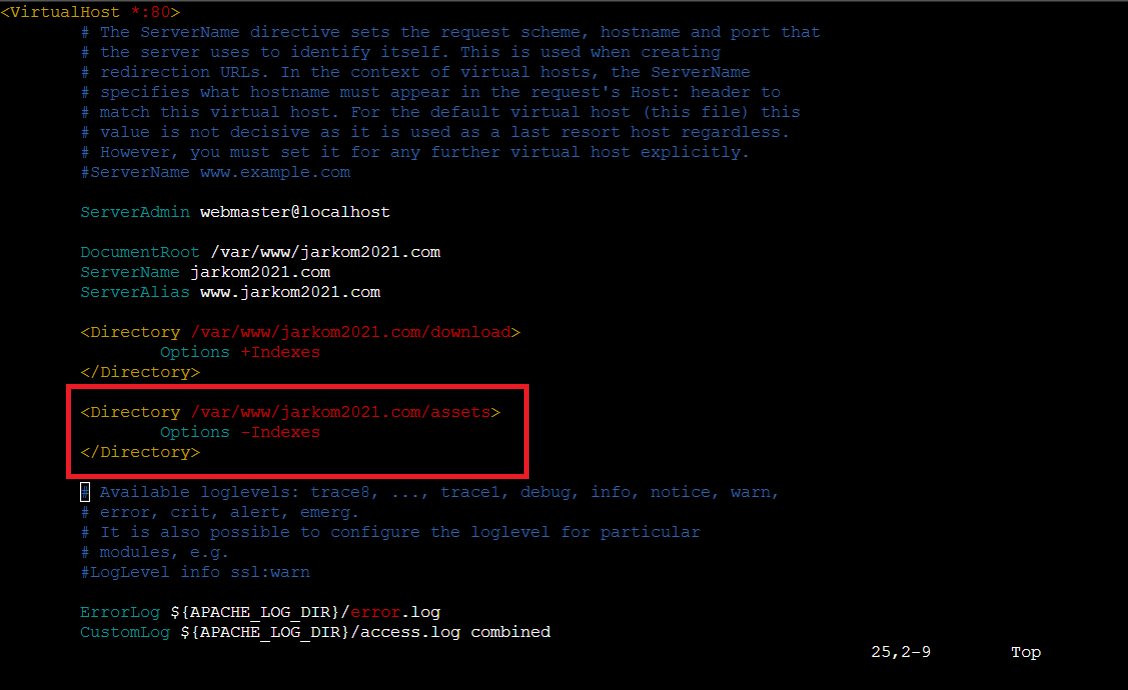 <VirtualHost *:80>
# The ServerName directive sets the request scheme, hostname and port that
# the server uses to identify itself. This is used when creating
# redirection URLs. In the context of virtual hosts, the ServerName
# specifies what hostname must appear in the request's Host: header to
# match this virtual host. For the default virtual host (this file) this
# value is not decisive as it is used as a last resort host regardless.
# However, you must set it for any further virtual host explicitly.
#ServerName www.example.com
ServerAdmin webmaster@localhost
DocumentRoot /var/www/jarkom2021.com
ServerName jarkom2021.com
ServerAlias www.jarkom2021.com
<Directory /var/www/jarkom2021.com/download>
Options +Indexes
</Directory>
<Directory /var/www/jarkom2021.com/assets>
Options -Indexes
</Directory>
# Available loglevels: trace8, ..., trace1, debug, info, notice, warn,
# error, crit, alert, emerg.
# It is also possible to configure the loglevel for particular
# modules, e.g.
#LogLevel info ssl:warn
ErrorLog ${APACHE_LOG_DIR}/error.log
CustomLog ${APACHE_LOG_DIR}/access.log combined
25,2-9 Top